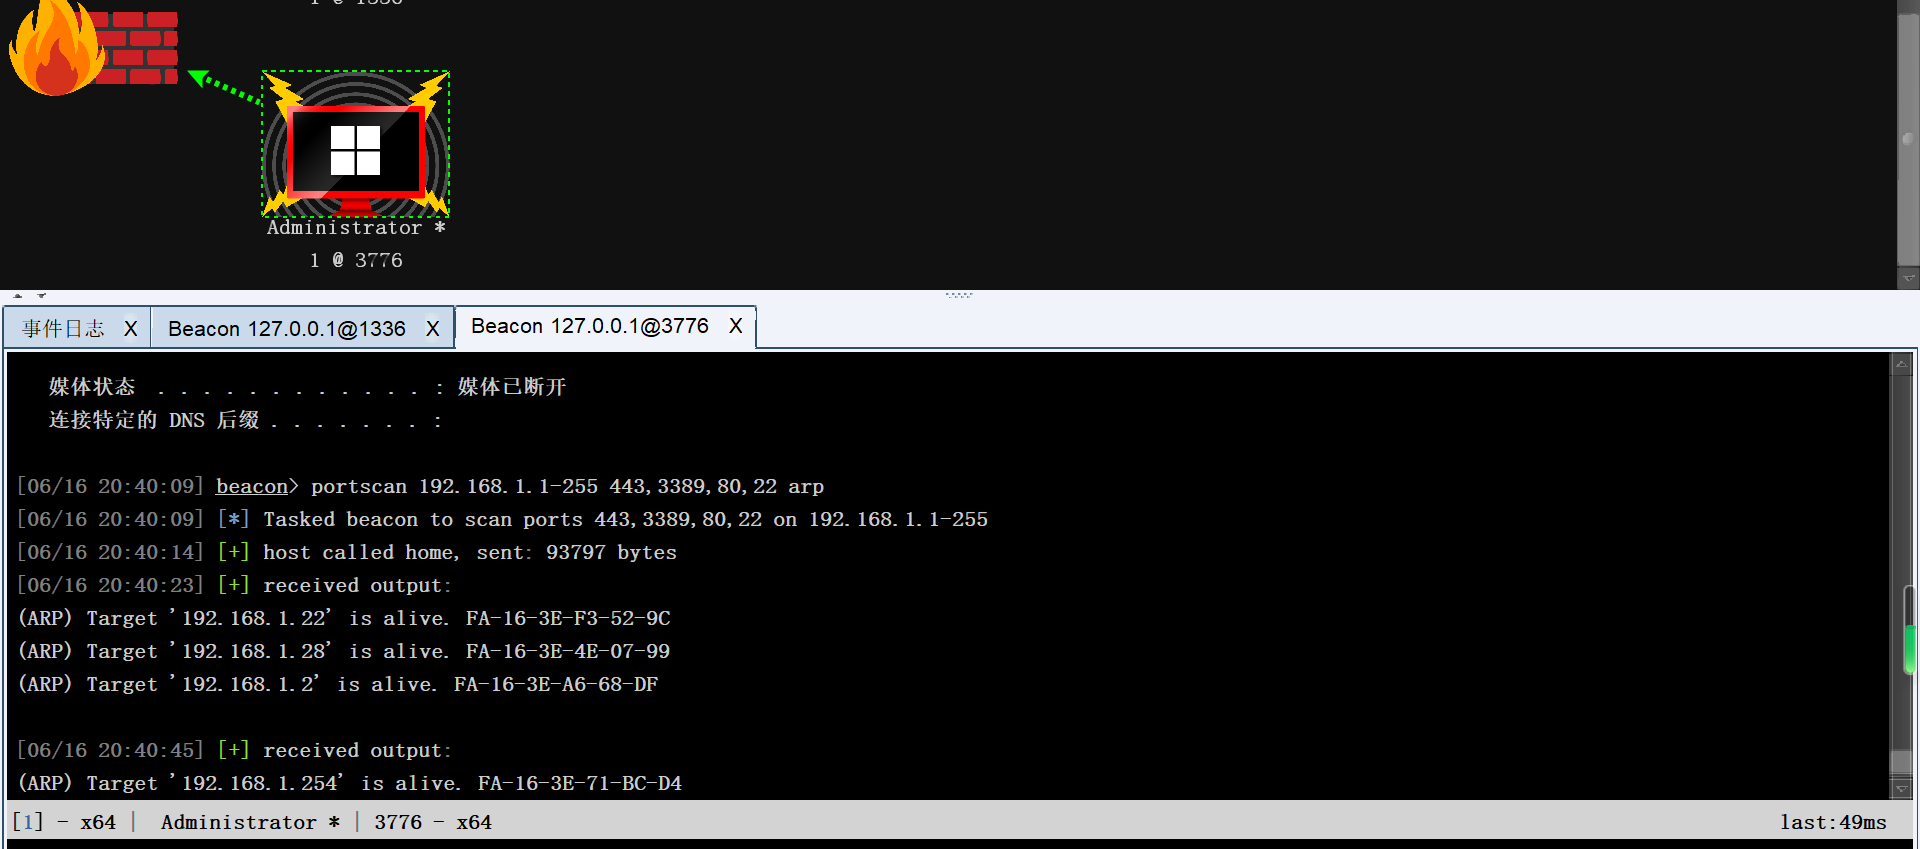 1 @ 1336
Administrator *
1 @ 3776
事件日志 X Beacon 127.0.0.1@1336 X Beacon 127.0.0.1@3776 X
媒体状态 . . . . . . . . . . . . : 媒体已断开
连接特定的 DNS 后缀 . . . . . . . :
[06/16 20:40:09] beacon> portscan 192.168.1.1-255 443,3389,80,22 arp
[06/16 20:40:09] [*] Tasked beacon to scan ports 443,3389,80,22 on 192.168.1.1-255
[06/16 20:40:14] [+] host called home, sent: 93797 bytes
[06/16 20:40:23] [+] received output:
(ARP) Target '192.168.1.22' is alive. FA-16-3E-F3-52-9C
(ARP) Target '192.168.1.28' is alive. FA-16-3E-4E-07-99
(ARP) Target '192.168.1.2' is alive. FA-16-3E-A6-68-DF
[06/16 20:40:45] [+] received output:
(ARP) Target '192.168.1.254' is alive. FA-16-3E-71-BC-D4
[1] - x64 | Administrator * | 3776 - x64 last:49ms